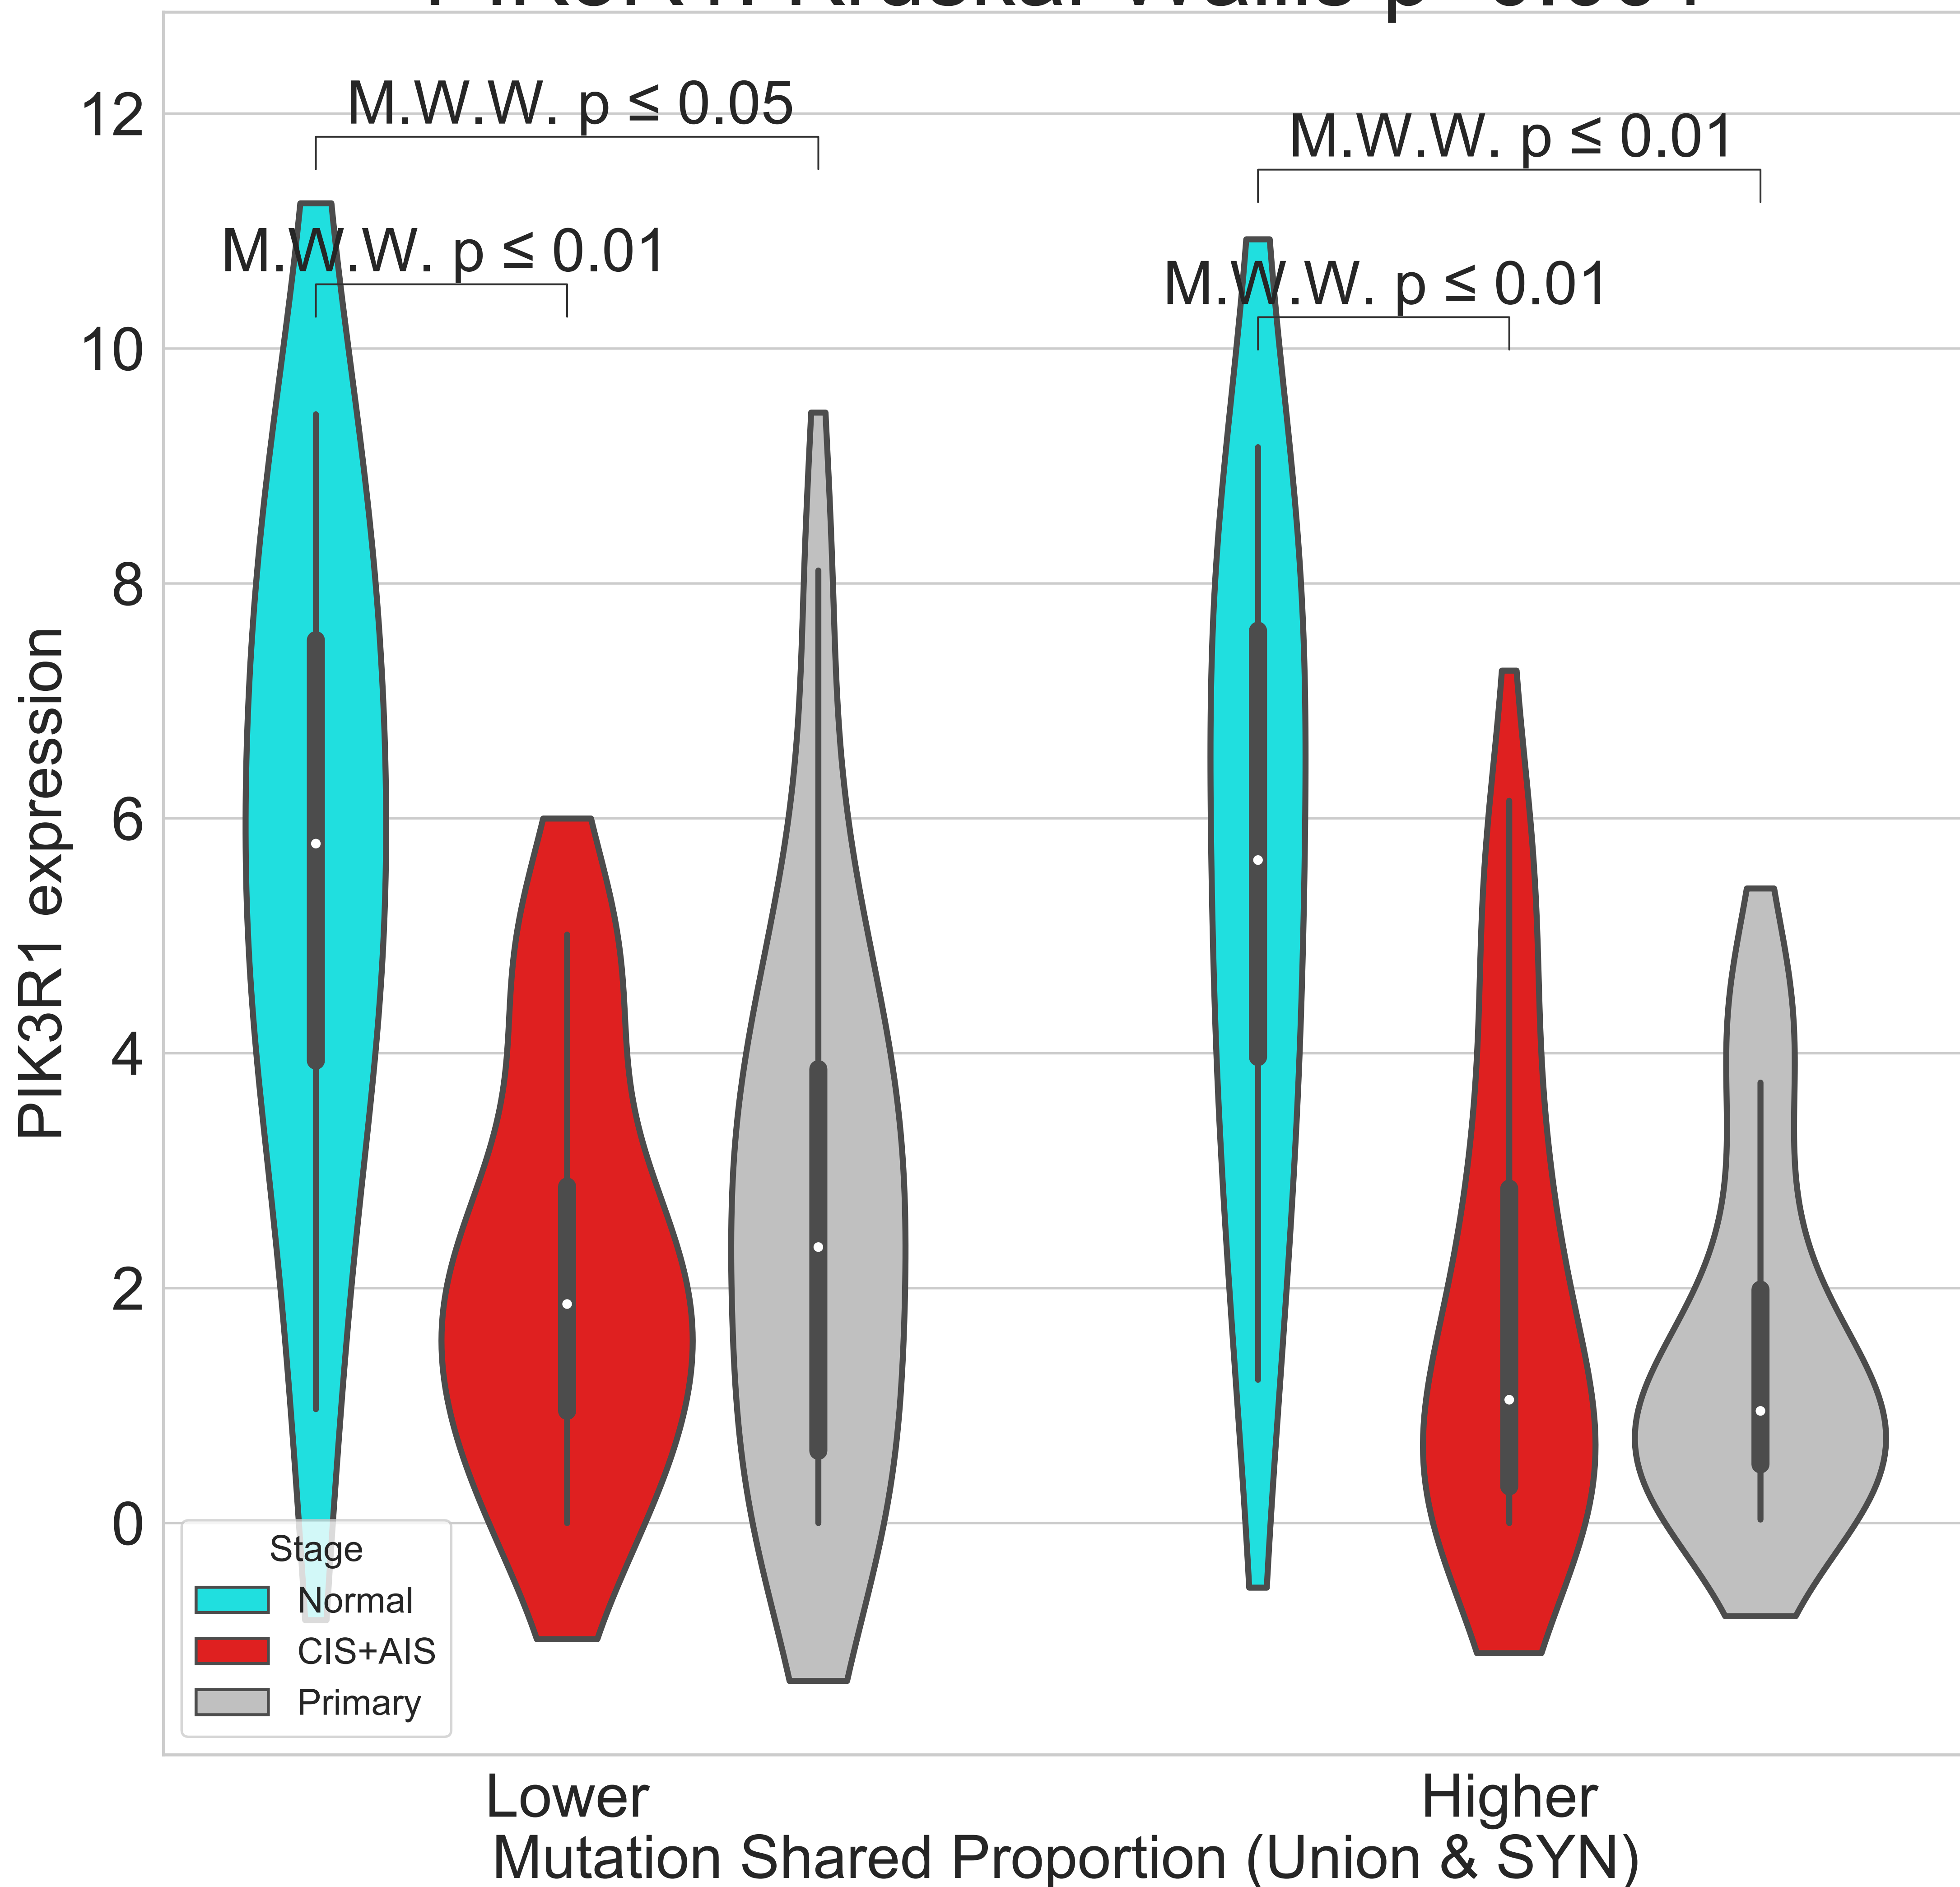 12
10
8
6
4
2
0
PIK3R1 expression
M.W.W. p ≤ 0.05
M.W.W. p ≤ 0.01
M.W.W. p ≤ 0.01
M.W.W. p ≤ 0.01
Stage
Normal
CIS+AIS
Primary
Lower
Higher
Mutation Shared Proportion (Union & SYN)